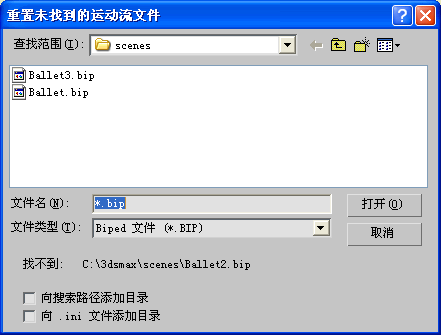 重置未找到的运动流文件
查找范围(I): scenes
Ballet3.bip
Ballet.bip
文件名(N): *.bip 打开(O)
文件类型(T): Biped 文件 (*.BIP) 取消
找不到: C:\3dsmax\scenes\Ballet2.bip
向搜索路径添加目录
向 .ini 文件添加目录